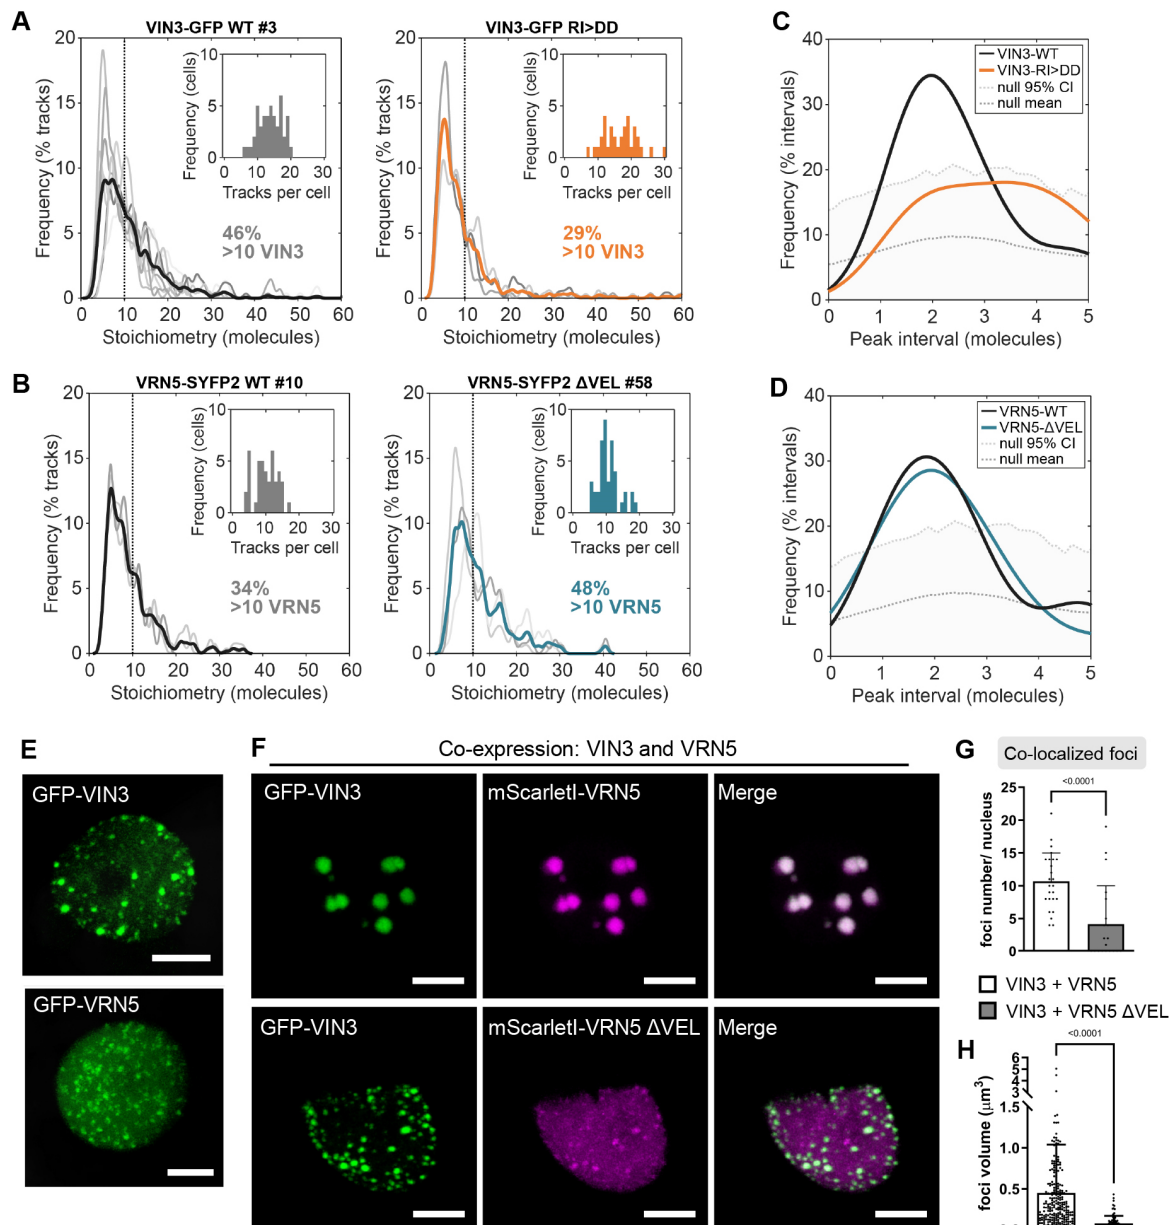 A
VIN3-GFP WT #3
Frequency (% tracks)
20
15
10
5
0
0 10 20 30 40 50 60
Stoichiometry (molecules)
Frequency (cells)
10
5
0
0 10 20 30
Tracks per cell
46%
>10 VIN3
VIN3-GFP RI>DD
Frequency (% tracks)
20
15
10
5
0
0 10 20 30 40 50 60
Stoichiometry (molecules)
Frequency (cells)
10
5
0
0 10 20 30
Tracks per cell
29%
>10 VIN3
C
Frequency (% intervals)
40
30
20
10
0
0 1 2 3 4 5
Peak interval (molecules)
VIN3-WT
VIN3-RI>DD
null 95% CI
null mean
B
VRN5-SYFP2 WT #10
Frequency (% tracks)
20
15
10
5
0
0 10 20 30 40 50 60
Stoichiometry (molecules)
Frequency (cells)
10
5
0
0 10 20 30
Tracks per cell
34%
>10 VRN5
VRN5-SYFP2 ΔVEL #58
Frequency (% tracks)
20
15
10
5
0
0 10 20 30 40 50 60
Stoichiometry (molecules)
Frequency (cells)
10
5
0
0 10 20 30
Tracks per cell
48%
>10 VRN5
D
Frequency (% intervals)
40
30
20
10
0
0 1 2 3 4 5
Peak interval (molecules)
VRN5-WT
VRN5-ΔVEL
null 95% CI
null mean
E
GFP-VIN3
GFP-VRN5
F
Co-expression: VIN3 and VRN5
GFP-VIN3
mScarletI-VRN5
Merge
GFP-VIN3
mScarletI-VRN5 ΔVEL
Merge
G
Co-localized foci
<0.0001
foci number/ nucleus
25
20
15
10
5
0
VIN3 + VRN5
VIN3 + VRN5 ΔVEL
H
<0.0001
foci volume (μm³)
6
5
4
3
1.5
1.0
0.5